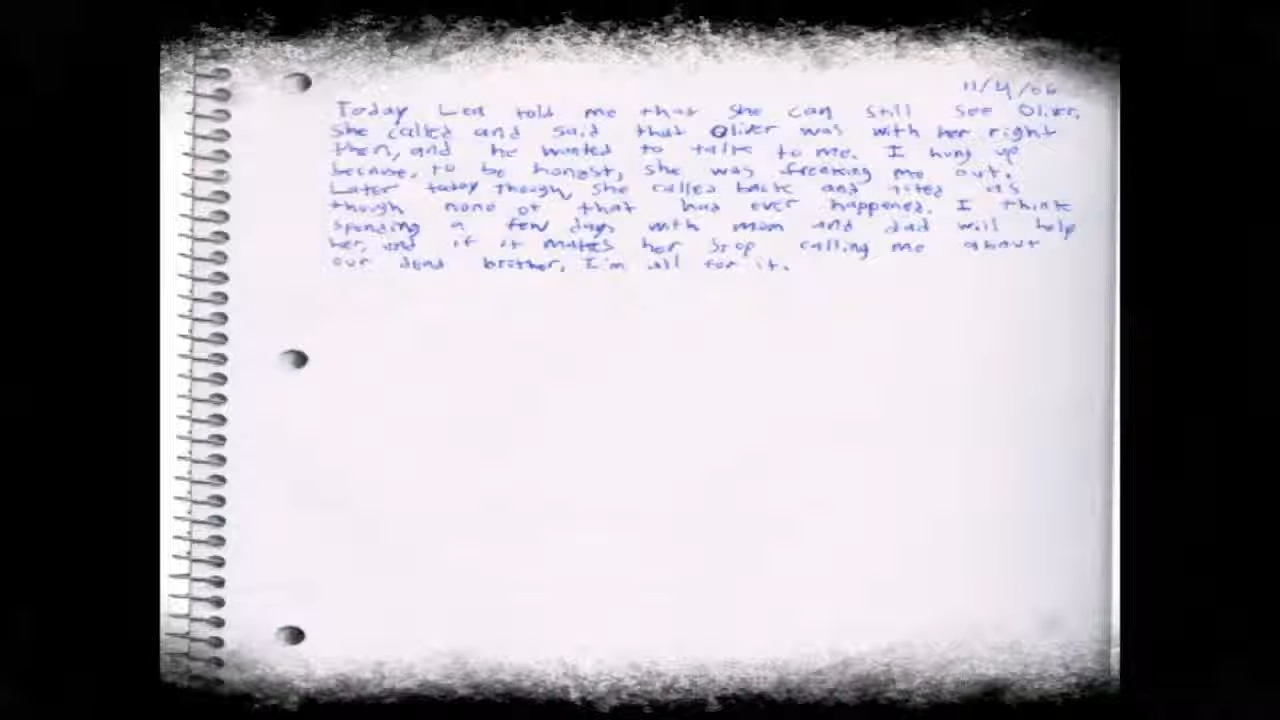 11/4/06
Today Lea told me that she can still see Oliver.
She called and said that Oliver was with her right
then, and he wanted to talk to me. I hung up
because, to be honest, she was freaking me out.
Later today though, she called back and acted as
though none of that had ever happened. I think
spending a few days with mom and dad will help
her, and if it makes her stop calling me about
our dead brother, I'm all for it.